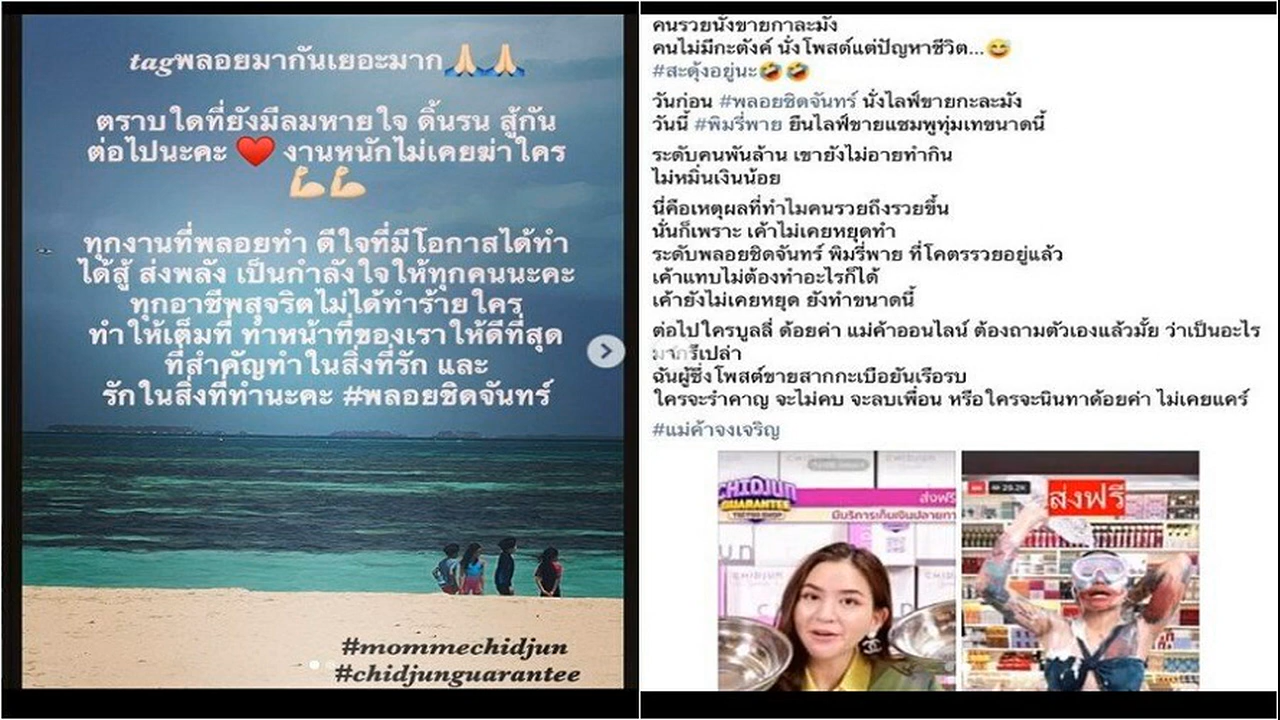 tagพลอยมากันเยอะมาก🙏🏻🙏🏻
ตราบใดที่ยังมีลมหายใจ ดิ้นรน สู้กัน
ต่อไปนะคะ ❤️ งานหนักไม่เคยฆ่าใคร
💪🏻💪🏻
ทุกงานที่พลอยทำ ดีใจที่มีโอกาสได้ทำ
ได้สู้ ส่งพลัง เป็นกำลังใจให้ทุกคนนะคะ
ทุกอาชีพสุจริตไม่ได้ทำร้ายใคร
ทำให้เต็มที่ ทำหน้าที่ของเราให้ดีที่สุด
ที่สำคัญทำในสิ่งที่รัก และ
รักในสิ่งที่ทำนะคะ #พลอยชิดจันทร์
#mommechidjun
#chidjunguarantee
คนรวยนั่งขายกาละมัง
คนไม่มีกะตังค์ นั่งโพสต์แต่ปัญหาชีวิต...😅
#สะดุ้งอยู่นะ🤣🤣
วันก่อน #พลอยชิดจันทร์ นั่งไลฟ์ขายกะละมัง
วันนี้ #พิมรี่พาย ยืนไลฟ์ขายแชมพูทุ่มเทขนาดนี้
ระดับคนพันล้าน เขายังไม่อายทำกิน
ไม่หมิ่นเงินน้อย
นี่คือเหตุผลที่ทำไมคนรวยถึงรวยขึ้น
นั่นก็เพราะ เค้าไม่เคยหยุดทำ
ระดับพลอยชิดจันทร์ พิมรี่พาย ที่โคตรรวยอยู่แล้ว
เค้าแทบไม่ต้องทำอะไรก็ได้
เค้ายังไม่เคยหยุด ยังทำขนาดนี้
ต่อไปใครบูลลี่ ด้อยค่า แม่ค้าออนไลน์ ต้องถามตัวเองแล้วมั้ย ว่าเป็นอะไร
มากรึเปล่า
ฉันผู้ซึ่งโพสต์ขายสากกะเบือยันเรือรบ
ใครจะรำคาญ จะไม่คบ จะลบเพื่อน หรือใครจะนินทาด้อยค่า ไม่เคยแคร์
#แม่ค้าจงเจริญ
CHIDJUN
GUARANTEE
ส่งฟรี
มีบริการเก็บเงินปลายทา
CHIDJUN
ส่งฟรี